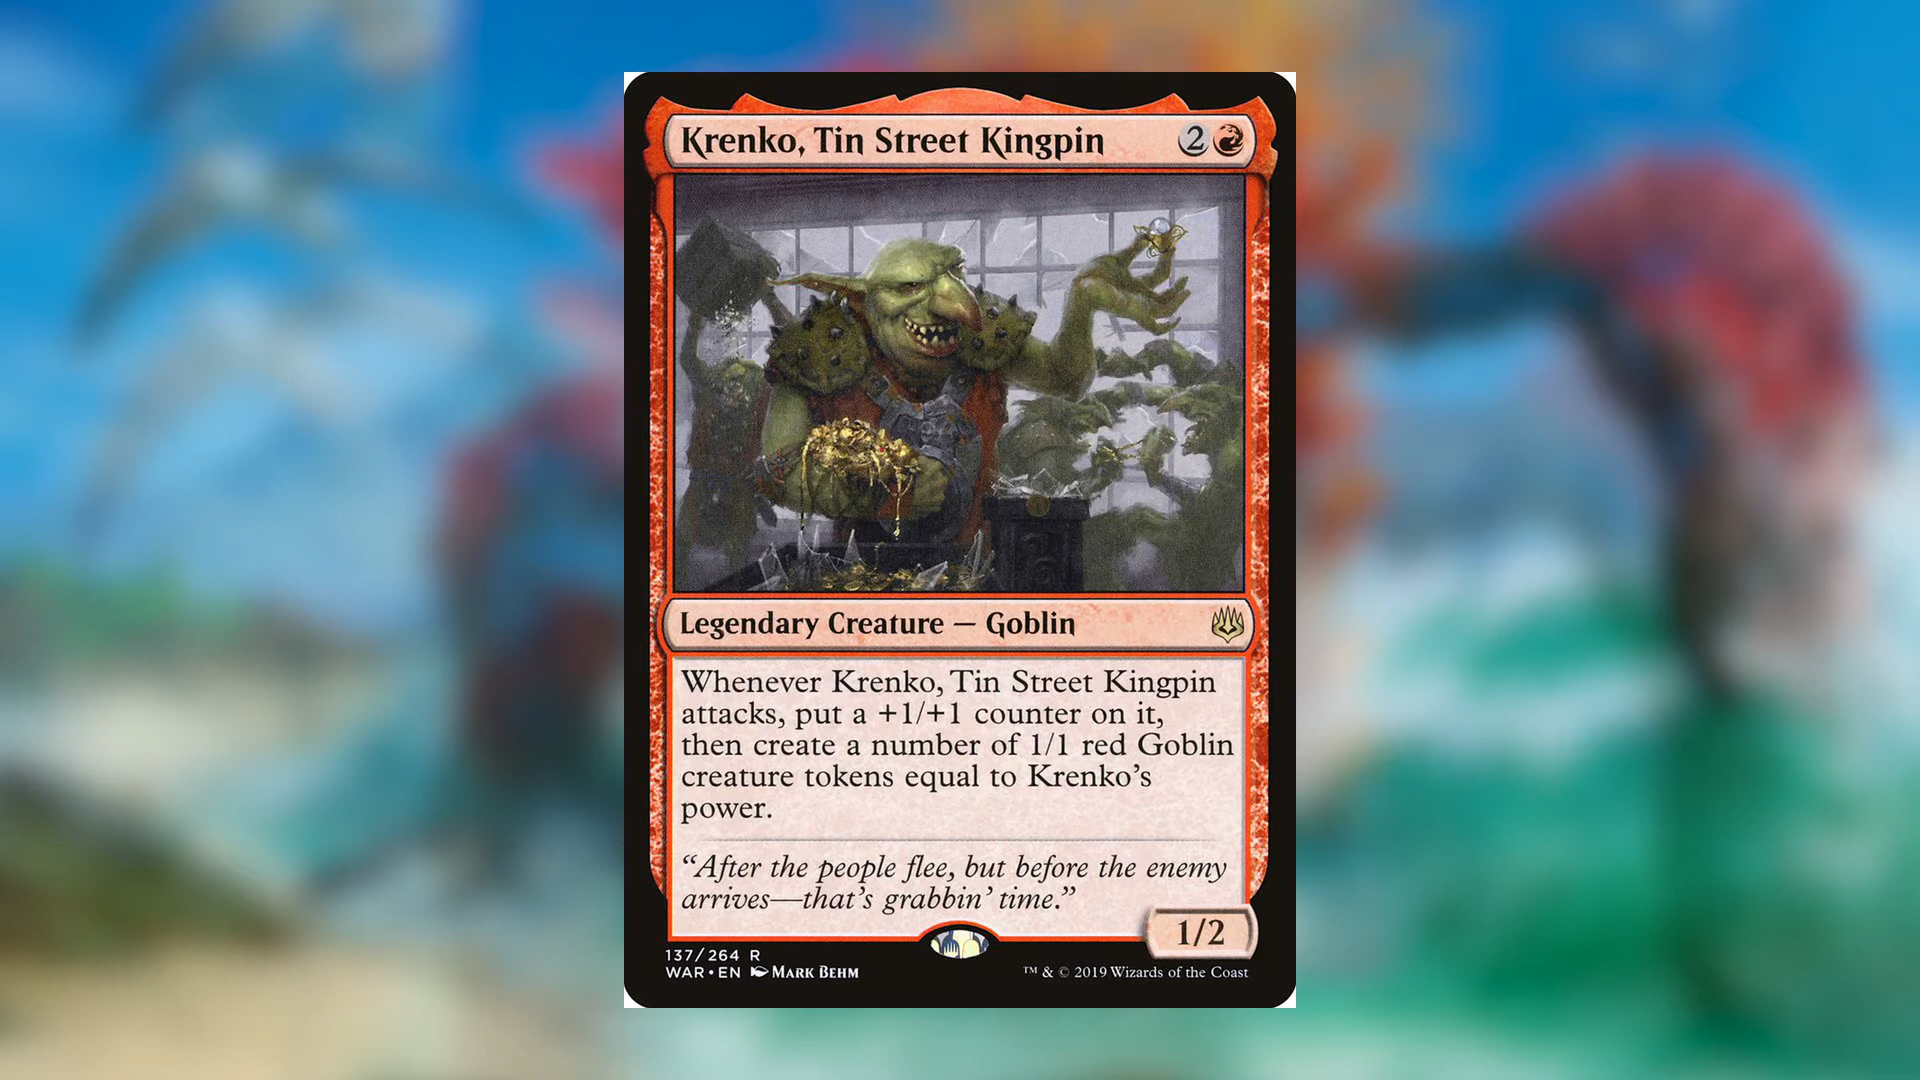 Krenko, Tin Street Kingpin 2
Legendary Creature — Goblin
Whenever Krenko, Tin Street Kingpin
attacks, put a +1/+1 counter on it,
then create a number of 1/1 red Goblin
creature tokens equal to Krenko’s
power.
“After the people flee, but before the enemy
arrives—that’s grabbin’ time.”
1/2
137/264 R
WAR • EN Mark Behm
™ & © 2019 Wizards of the Coast